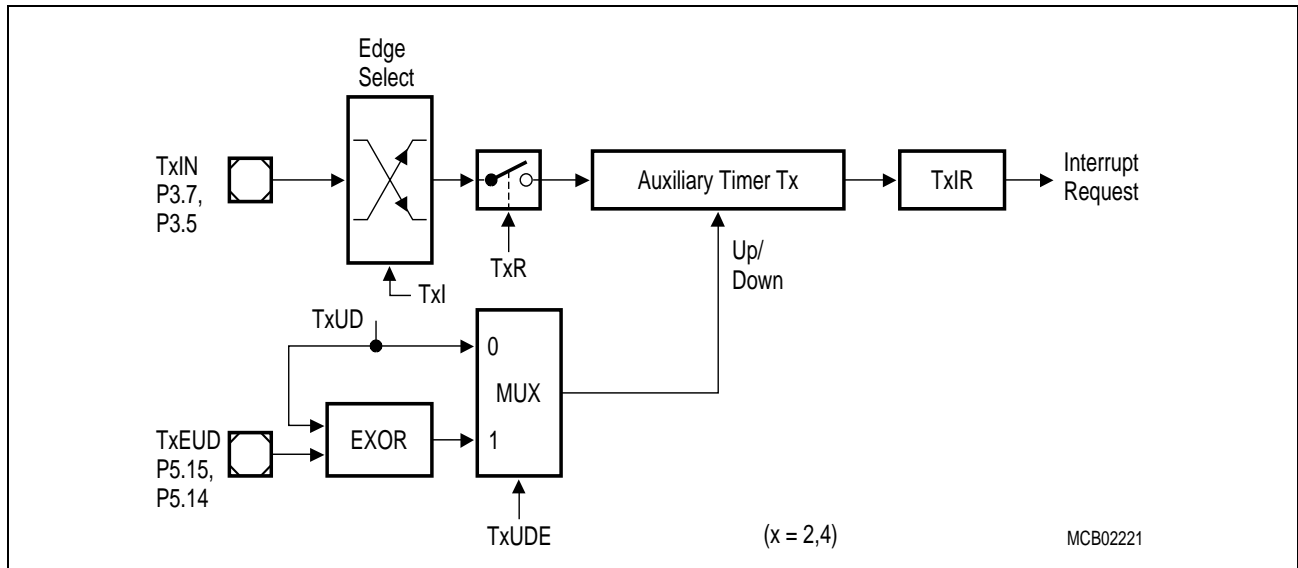 Edge
Select
TxIN
P3.7,
P3.5
Auxiliary Timer Tx
TxIR
Interrupt
Request
TxR
Up/
Down
TxI
TxUD
0
MUX
1
EXOR
TxEUD
P5.15,
P5.14
TxUDE
(x = 2,4)
MCB02221